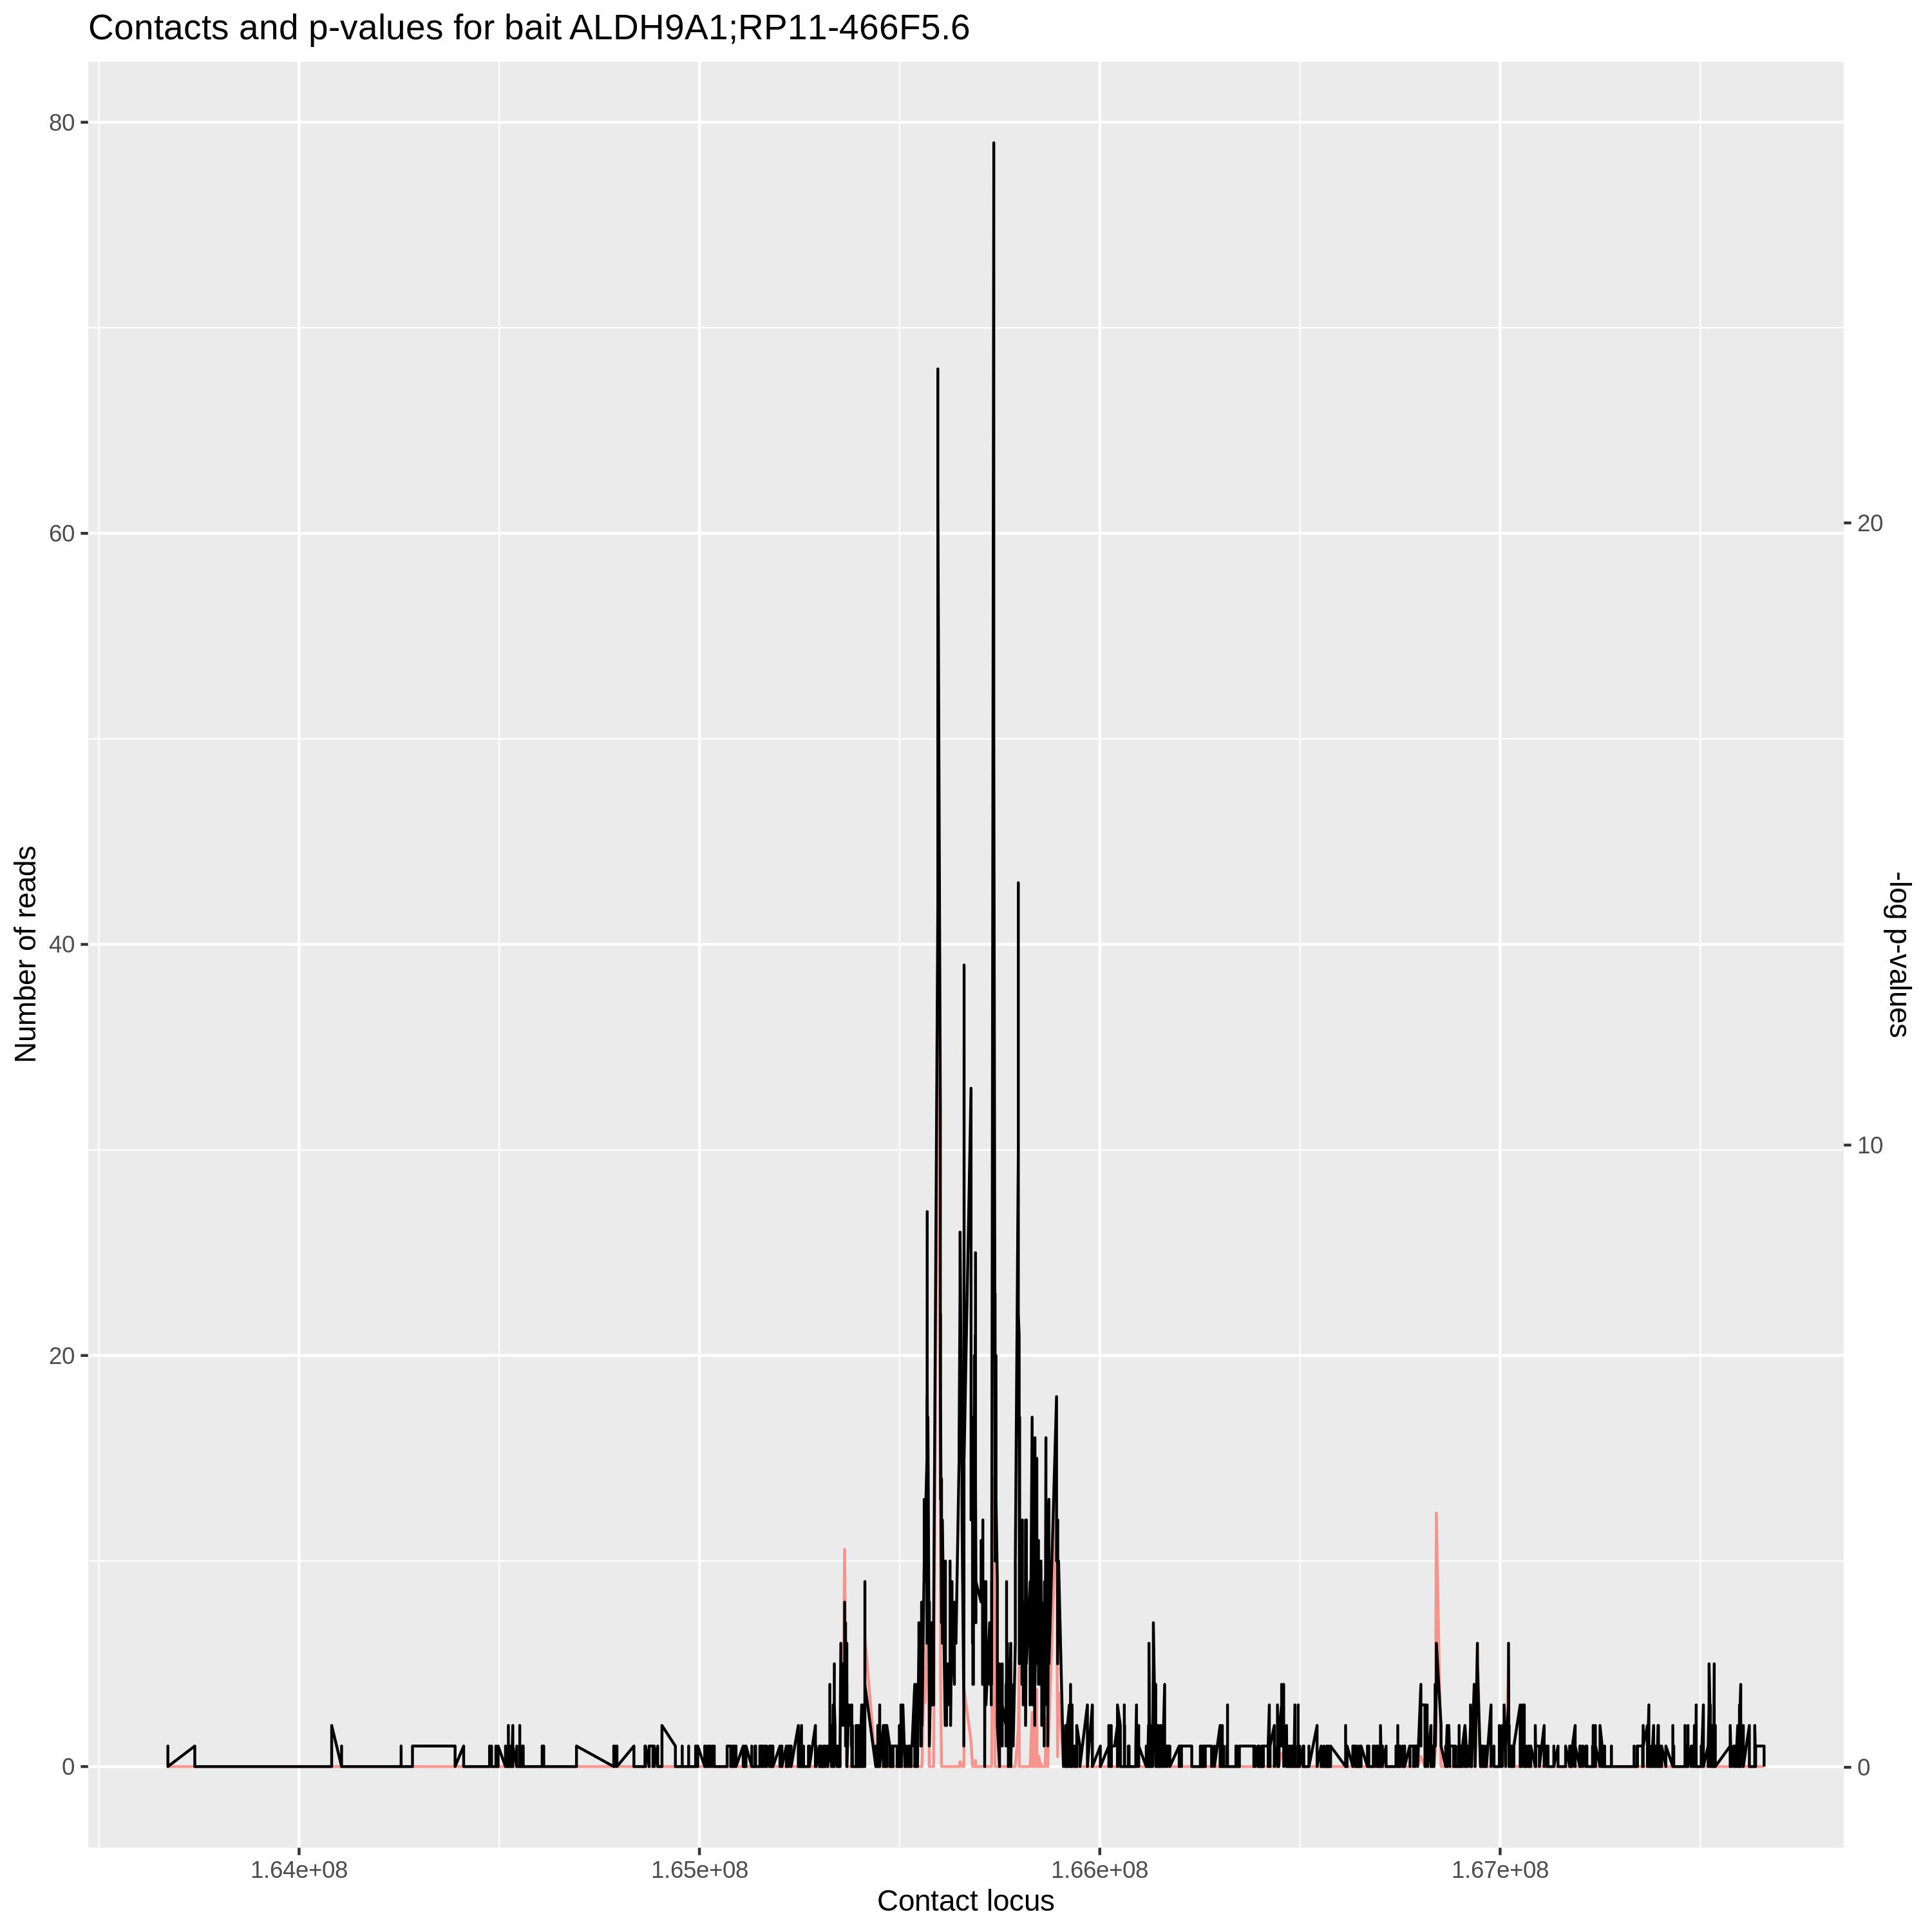 Contacts and p-values for bait ALDH9A1;RP11-466F5.6
80
60
40
20
0
Number of reads
20
10
0
-log p-values
1.64e+08
1.65e+08
1.66e+08
1.67e+08
Contact locus